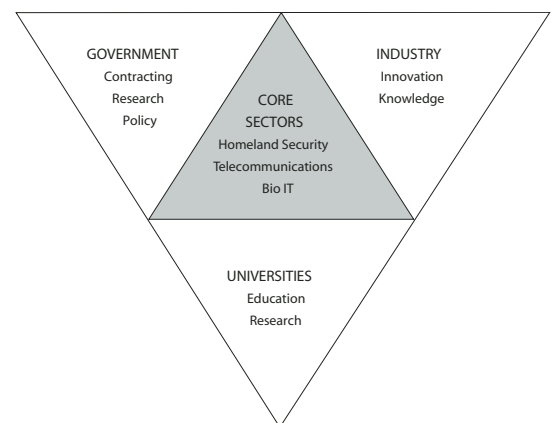 GOVERNMENT
Contracting
Research
Policy
INDUSTRY
Innovation
Knowledge
CORE
SECTORS
Homeland Security
Telecommunications
Bio IT
UNIVERSITIES
Education
Research